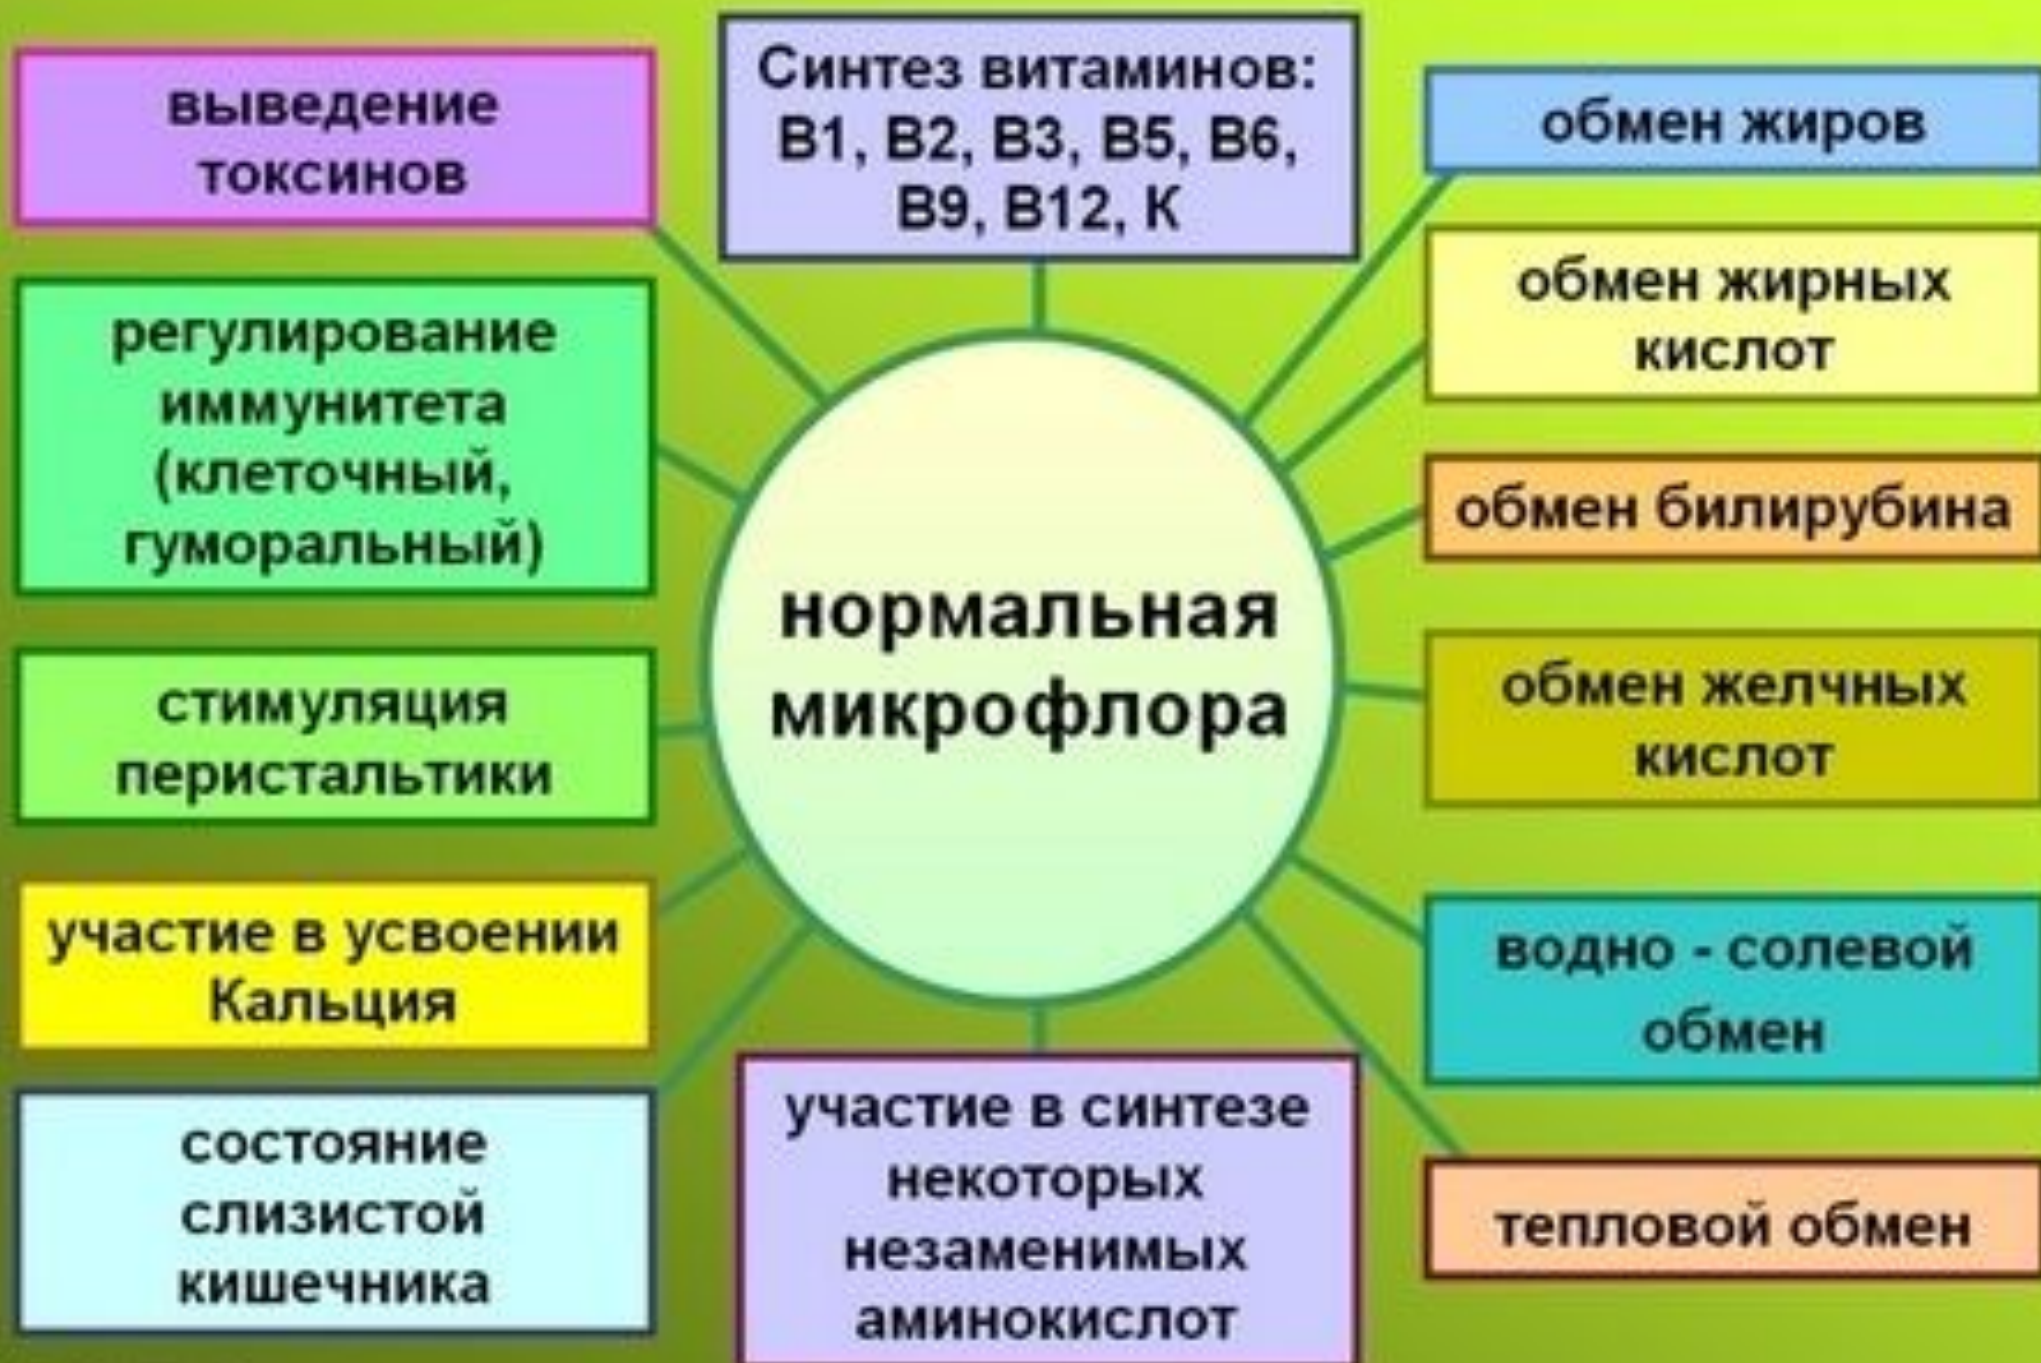 выведение
токсинов
регулирование
иммунитета
(клеточный,
гуморальный)
стимуляция
перистальтики
участие в усвоении
Кальция
состояние
слизистой
кишечника
Синтез витаминов:
В1, В2, В3, В5, В6,
В9, В12, К
нормальная
микрофлора
участие в синтезе
некоторых
незаменимых
аминокислот
обмен жиров
обмен жирных
кислот
обмен билирубина
обмен желчных
кислот
водно - солевой
обмен
тепловой обмен